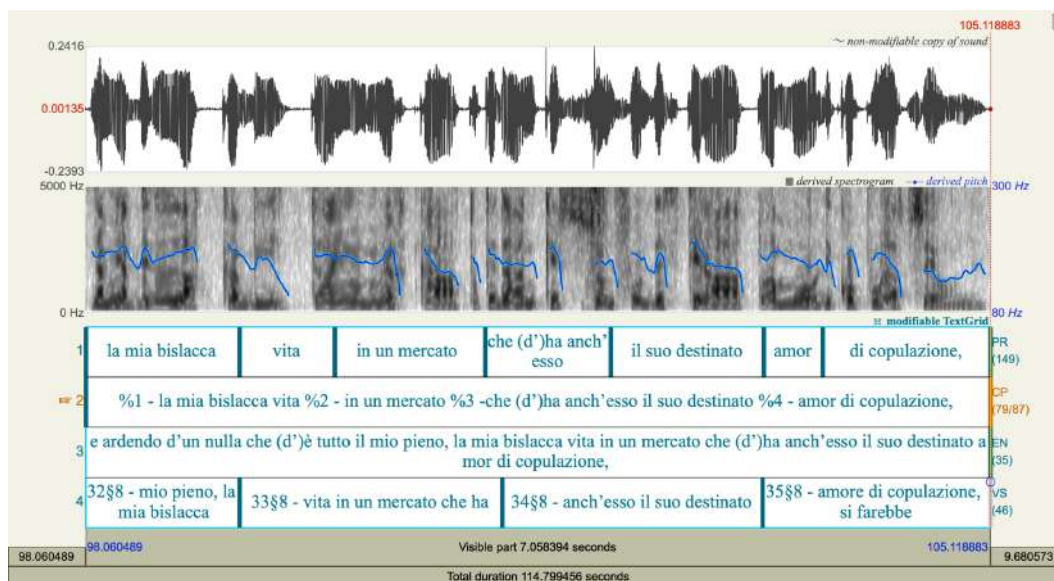 105.118883
0.2416
~ non-modifiable copy of sound
0.00135
-0.2393
5000 Hz
derived spectrogram
derived pitch
300 Hz
0 Hz
80 Hz
modifiable TextGrid
1
la mia bislacca
vita
in un mercato
che (d’)ha anch’
esso
il suo destinato
amor
di copulazione,
PR
(149)
2
%1 - la mia bislacca vita %2 - in un mercato %3 -che (d’)ha anch’esso il suo destinato %4 - amor di copulazione,
CP
(79/87)
3
e ardendo d’un nulla che (d’)è tutto il mio pieno, la mia bislacca vita in un mercato che (d’)ha anch’esso il suo destinato a
mor di copulazione,
EN
(35)
4
32§8 - mio pieno, la
mia bislacca
33§8 - vita in un mercato che ha
34§8 - anch’esso il suo destinato
35§8 - amore di copulazione,
si farebbe
VS
(46)
98.060489
Visible part 7.058394 seconds
105.118883
98.060489
9.680573
Total duration 114.799456 seconds